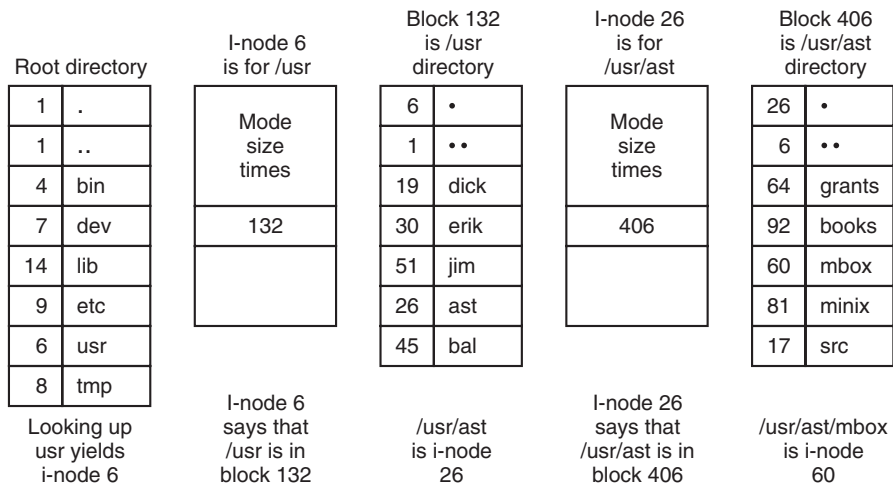 Root directory
1 .
1 ..
4 bin
7 dev
14 lib
9 etc
6 usr
8 tmp
Looking up
usr yields
i-node 6
I-node 6
is for /usr
Mode
size
times
132
I-node 6
says that
/usr is in
block 132
Block 132
is /usr
directory
6 •
1 ••
19 dick
30 erik
51 jim
26 ast
45 bal
/usr/ast
is i-node
26
I-node 26
is for
/usr/ast
Mode
size
times
406
I-node 26
says that
/usr/ast is in
block 406
Block 406
is /usr/ast
directory
26 •
6 ••
64 grants
92 books
60 mbox
81 minix
17 src
/usr/ast/mbox
is i-node
60